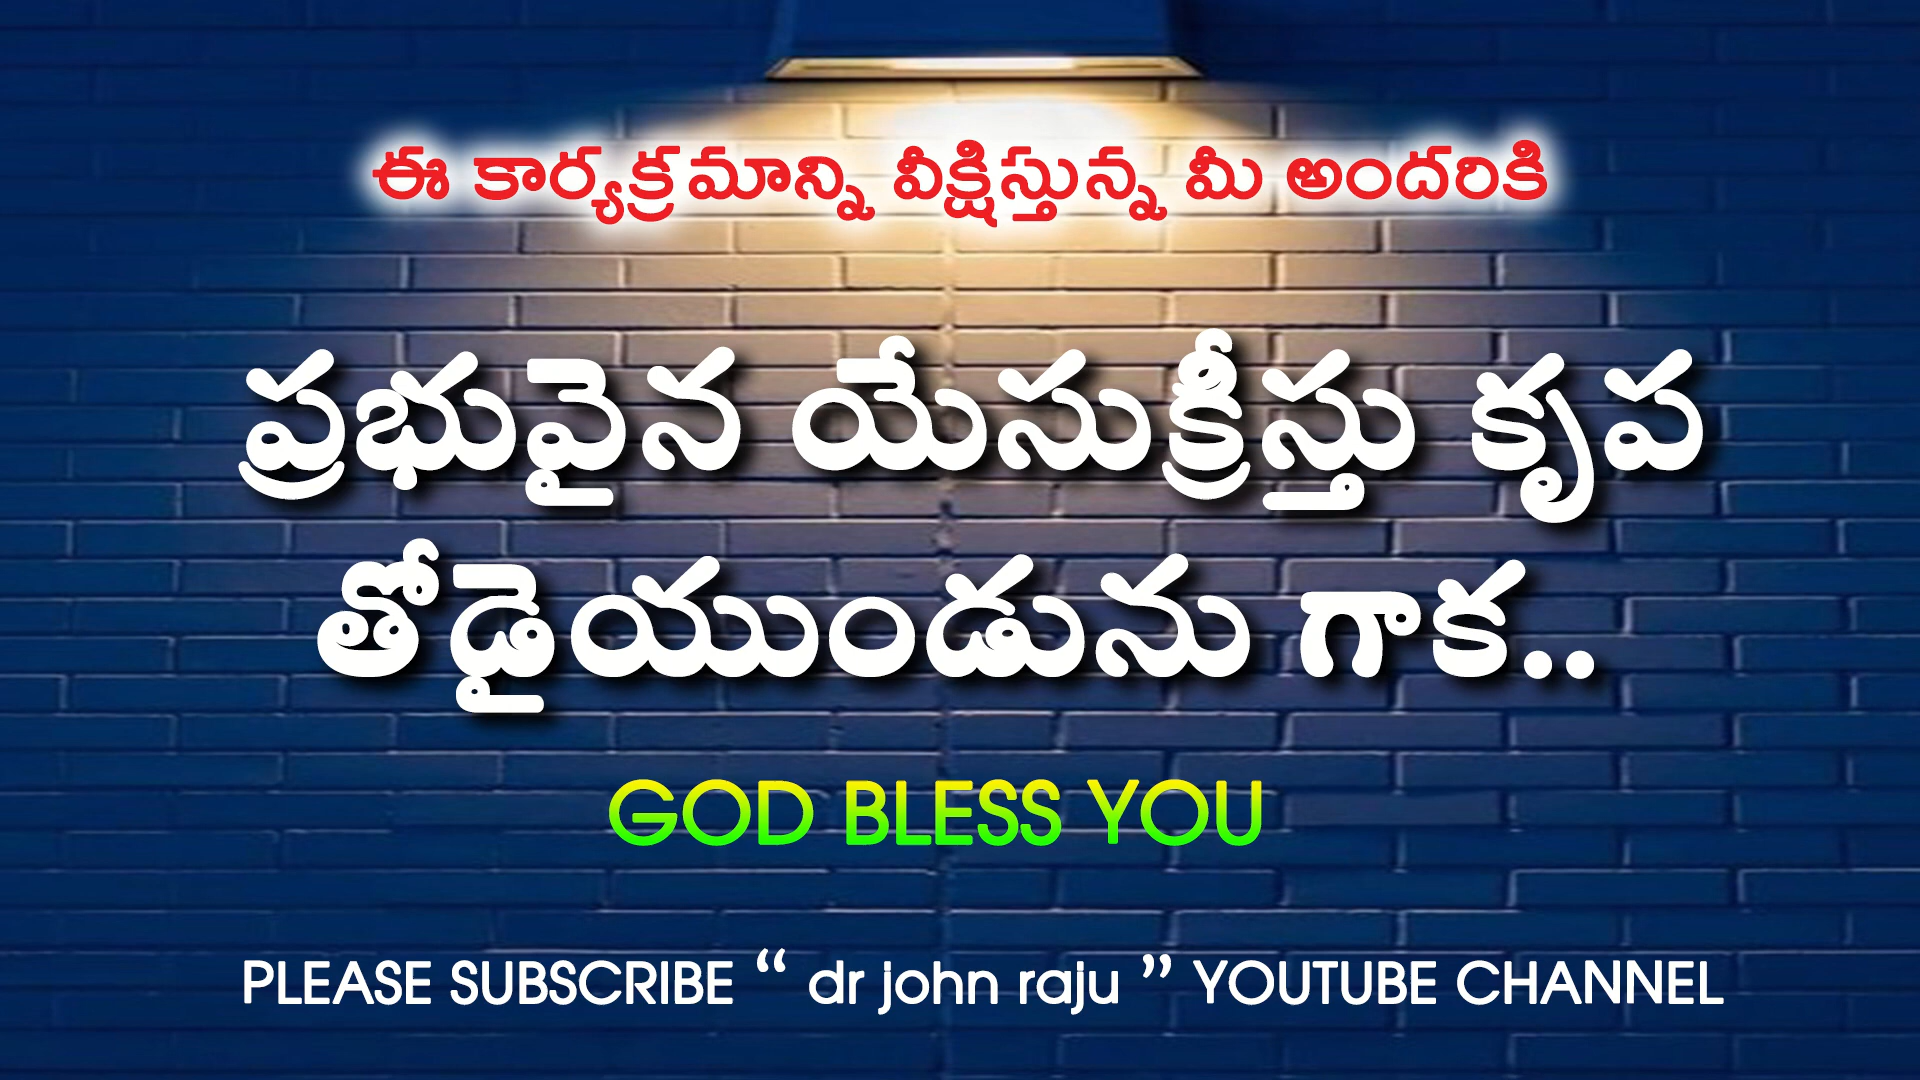 ఈ కార్యక్రమాన్ని వీక్షిస్తున్న మీ అందరికి
ప్రభువైన యేసుక్రీస్తు కృప
తోడైయుండును గాక..
GOD BLESS YOU
PLEASE SUBSCRIBE “ dr john raju ” YOUTUBE CHANNEL